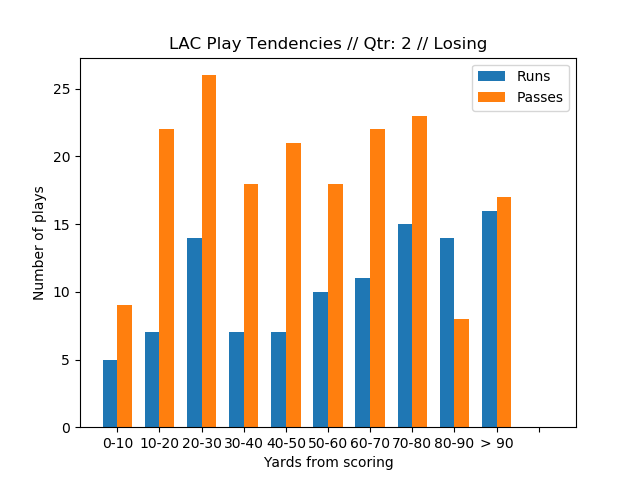 LAC Play Tendencies // Qtr: 2 // Losing
Runs
Passes
25
20
15
10
5
0
Number of plays
0-10 10-20 20-30 30-40 40-50 50-60 60-70 70-80 80-90 > 90
Yards from scoring